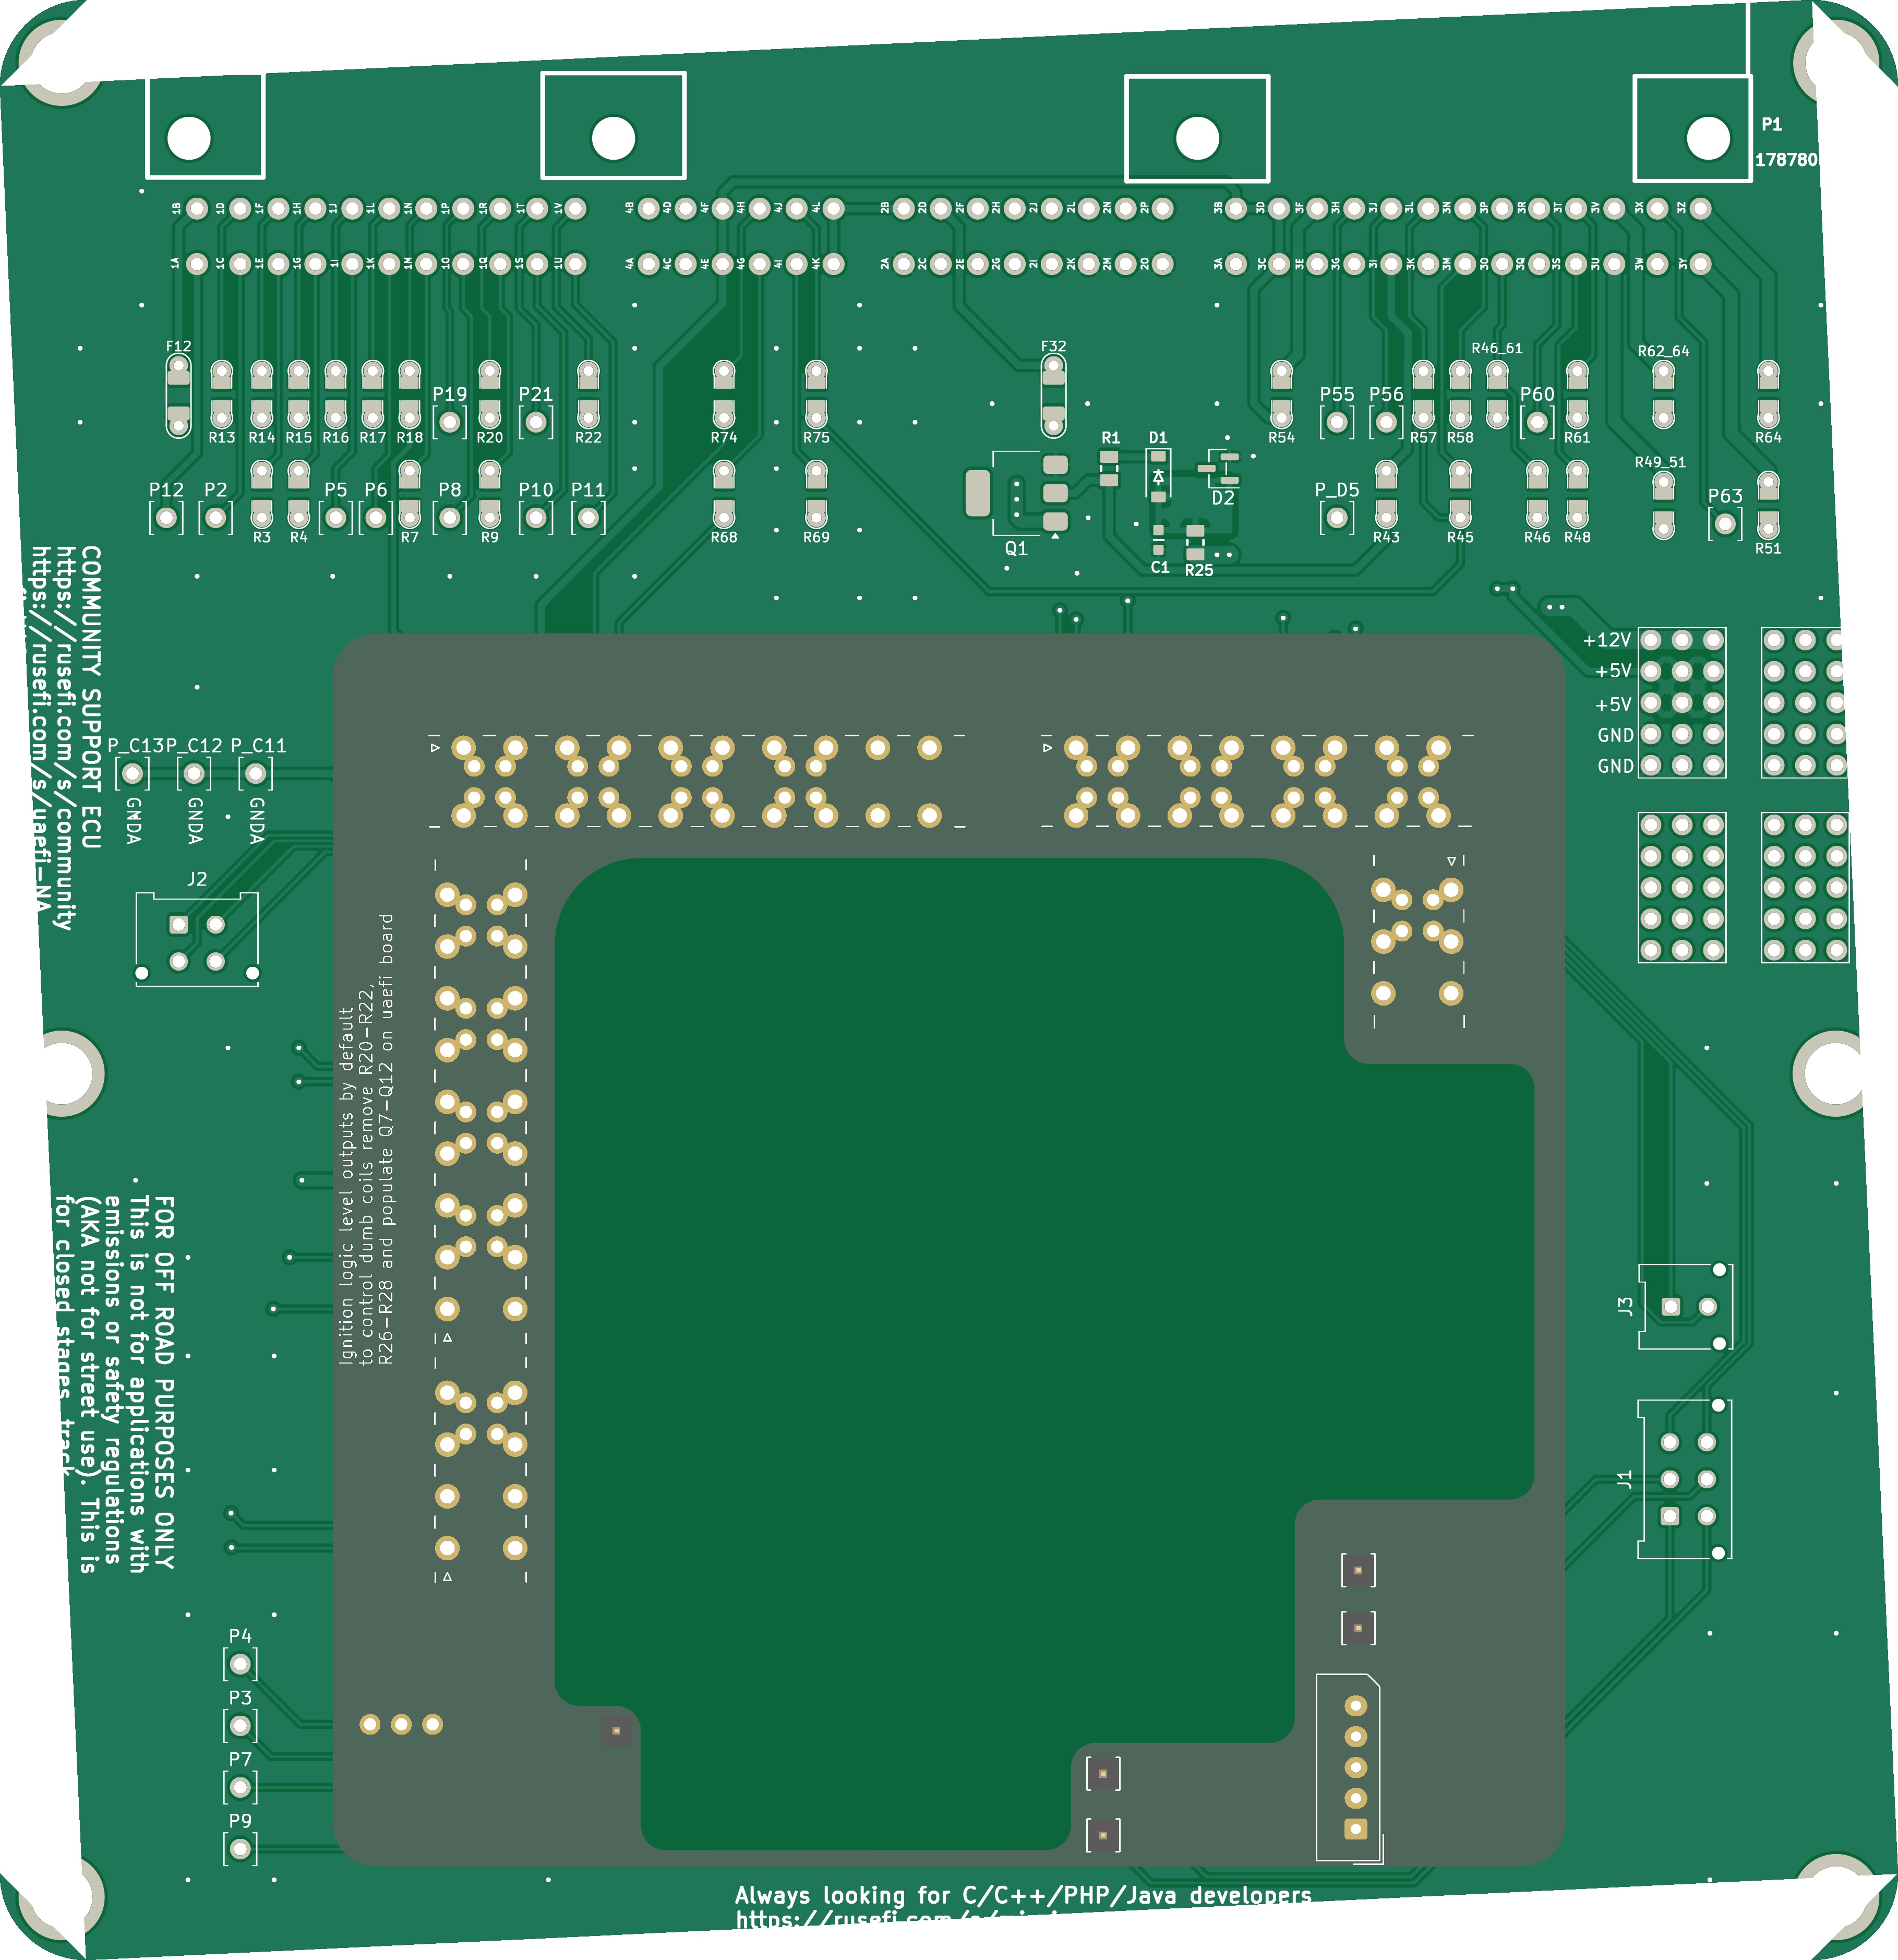 P1
178780
1B 1D 1F 1H 1J 1L 1N 1P 1R 1T 1V 4B 4D 4F 4H 4J 4L 2B 2D 2F 2H 2J 2L 2N 2P 3B 3D 3F 3H 3J 3L 3N 3P 3R 3T 3V 3X 3Z
1A 1C 1E 1G 1I 1K 1M 1O 1Q 1S 1U 4A 4C 4E 4G 4I 4K 2A 2C 2E 2G 2I 2K 2M 2O 3A 3C 3E 3G 3I 3K 3M 3O 3Q 3S 3U 3W 3Y
F12 F32 R46_61 R62_64
P19 P21 P55 P56 P60
R13 R14 R15 R16 R17 R18 R20 R22 R74 R75 R1 D1 R54 R57 R58 R61 R64
R49_51
P12 P2 P5 P6 P8 P10 P11 D2 P_D5 P63
R3 R4 R7 R9 R68 R69 Q1 R43 R45 R46 R48 R51
C1 R25
COMMUNITY SUPPORT ECU
https://rusefi.com/s/community
https://rusefi.com/s/uaefi-NA
+12V
+5V
+5V
GND
GND
P_C13 P_C12 P_C11
GNDA GNDA GNDA
J2
Ignition logic level outputs by default
to control dumb coils remove R20-R22,
R26-R28 and populate Q7-Q12 on uaefi board
FOR OFF ROAD PURPOSES ONLY
This is not for applications with
emissions or safety regulations
(AKA not for street use). This is
for closed stages track
J3
J1
P4
P3
P7
P9
Always looking for C/C++/PHP/Java developers
https://rusefi.com/s/